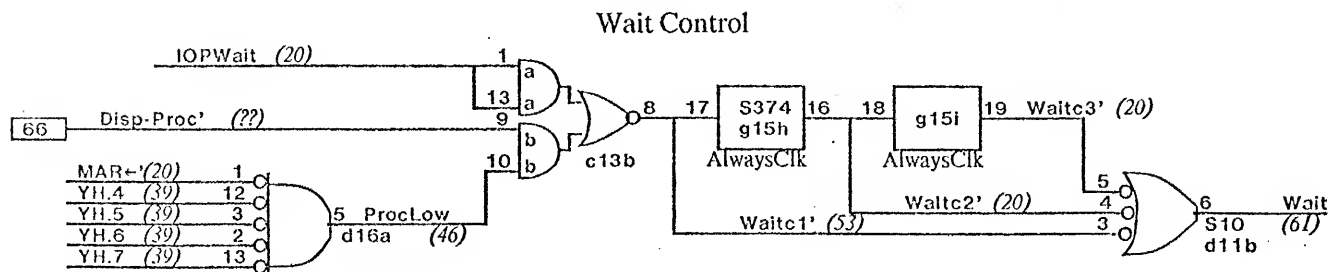 Wait Control
IOPWait (20) 1
a
13
a
8 17 S374 16 18 g15i 19 Waitc3' (20)
g15h
AlwaysClk AlwaysClk
66 Disp-Proc' (??) 9
b
10
b
c13b
MAR←'(20) 1
YH.4 (39) 12
YH.5 (39) 3
YH.6 (39) 2
YH.7 (39) 13
5 ProcLow
d16a (46)
5
Waitc2' (20) 4
Waitc1' (53) 3
6 Wait
S10 (61)
d11b